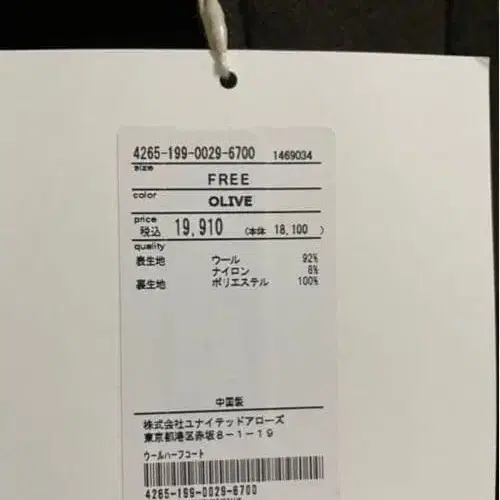 4265-199-0029-6700 1469034
size
FREE
color
OLIVE
price
税込 19,910 (本体 18,100)
quality
表生地 ウール 92%
ナイロン 8%
裏生地 ポリエステル 100%
中国製
株式会社ユナイテッドアローズ
東京都港区赤坂8-1-19
ウールハーフコート
4265-199-0029-6700